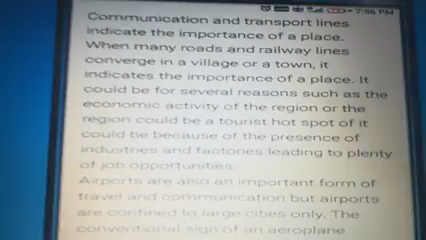 7:56 PM
Communication and transport lines
indicate the importance of a place.
When many roads and railway lines
converge in a village or a town, it
indicates the importance of a place. It
could be for several reasons such as the
economic activity of the region or the
region could be a tourist hot spot of it
could be because of the presence of
industries and factories leading to plenty
of job opportunities.
Airports are also an important form of
travel and communication but airports
are confined to large cities only. The
conventional sign of an aeroplane